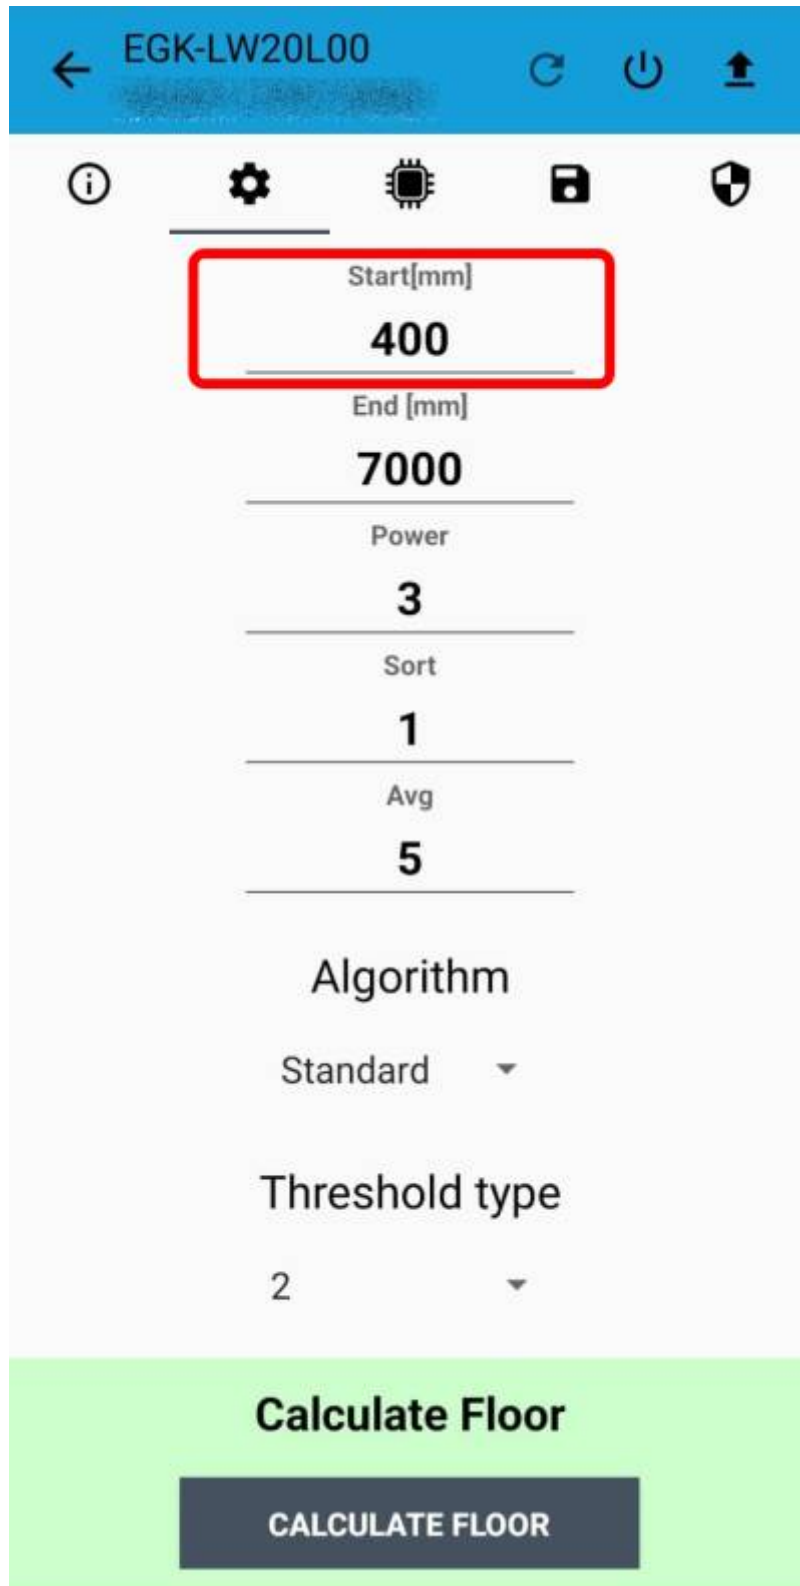 EGK-LW20L00
Start[mm]
400
End [mm]
7000
Power
3
Sort
1
Avg
5
Algorithm
Standard
Threshold type
2
Calculate Floor
CALCULATE FLOOR